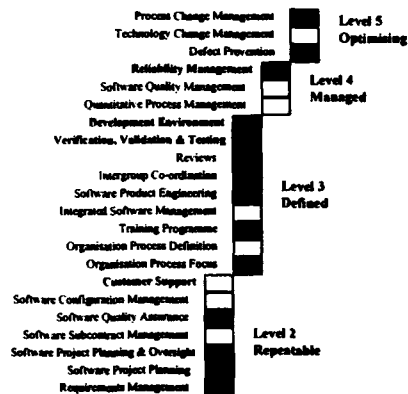 Process Change Management
Technology Change Management
Defect Prevention
Level 5
Optimising
Reliability Management
Software Quality Management
Quantitative Process Management
Level 4
Managed
Development Environment
Verification, Validation & Testing
Reviews
Intergroup Co-ordination
Software Product Engineering
Integrated Software Management
Training Programme
Organisation Process Definition
Organisation Process Focus
Level 3
Defined
Customer Support
Software Configuration Management
Software Quality Assurance
Software Subcontract Management
Software Project Planning & Oversight
Software Project Planning
Requirements Management
Level 2
Repeatable